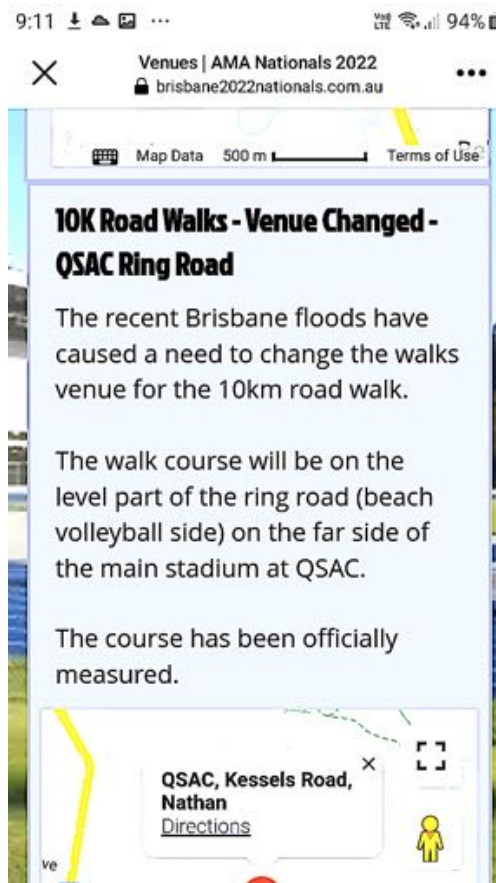 9:11
Vo) LTE 94%
Venues | AMA Nationals 2022
brisbane2022nationals.com.au
Map Data 500 m Terms of Use
10K Road Walks - Venue Changed -
QSAC Ring Road
The recent Brisbane floods have
caused a need to change the walks
venue for the 10km road walk.
The walk course will be on the
level part of the ring road (beach
volleyball side) on the far side of
the main stadium at QSAC.
The course has been officially
measured.
QSAC, Kessels Road,
Nathan
Directions
ve